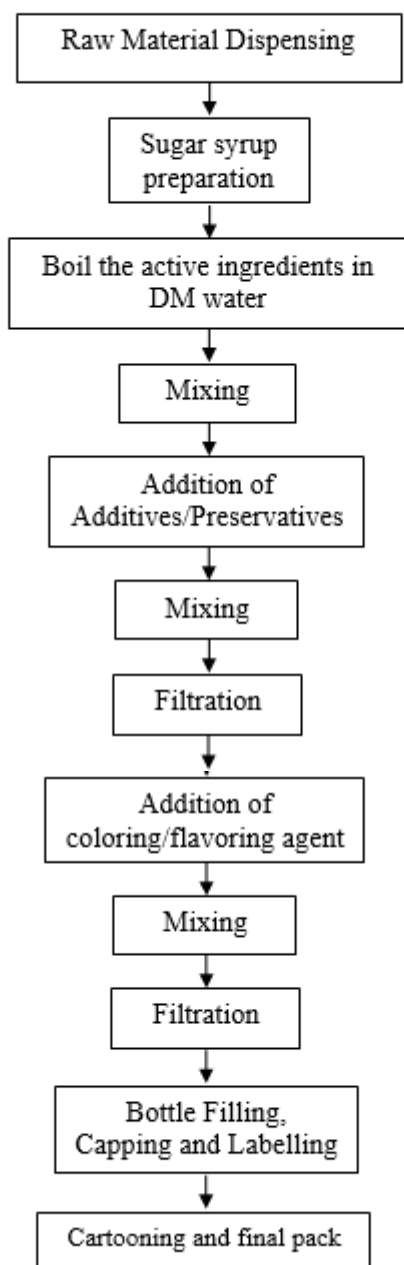 Raw Material Dispensing
Sugar syrup
preparation
Boil the active ingredients in
DM water
Mixing
Addition of
Additives/Preservatives
Mixing
Filtration
Addition of
coloring/flavoring agent
Mixing
Filtration
Bottle Filling,
Capping and Labelling
Cartooning and final pack